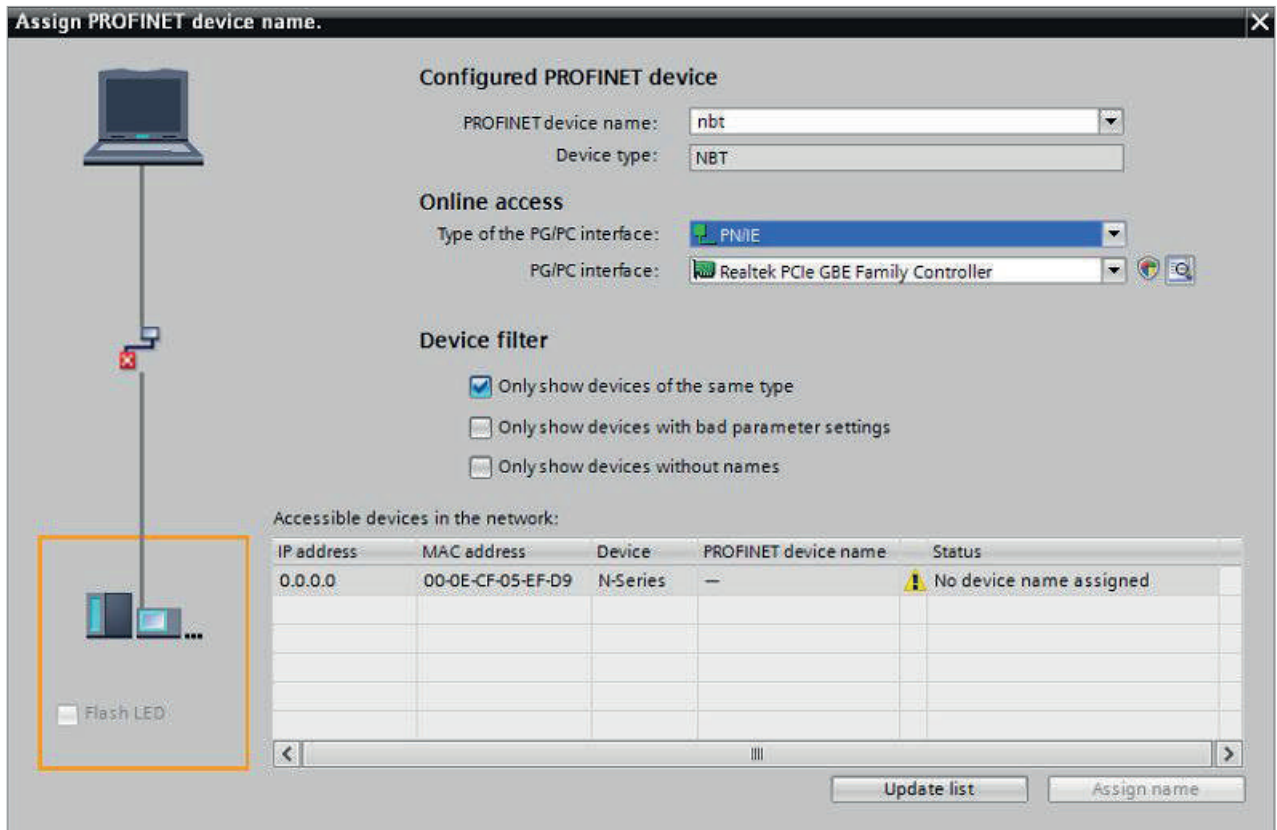 Assign PROFINET device name.
Configured PROFINET device
PROFINET device name: nbt
Device type: NBT
Online access
Type of the PG/PC interface: PN/IE
PG/PC interface: Realtek PCIe GBE Family Controller
Device filter
Only show devices of the same type
Only show devices with bad parameter settings
Only show devices without names
Accessible devices in the network:
IP address MAC address Device PROFINET device name Status
0.0.0.0 00-0E-CF-05-EF-D9 N-Series — No device name assigned
Flash LED
Update list Assign name